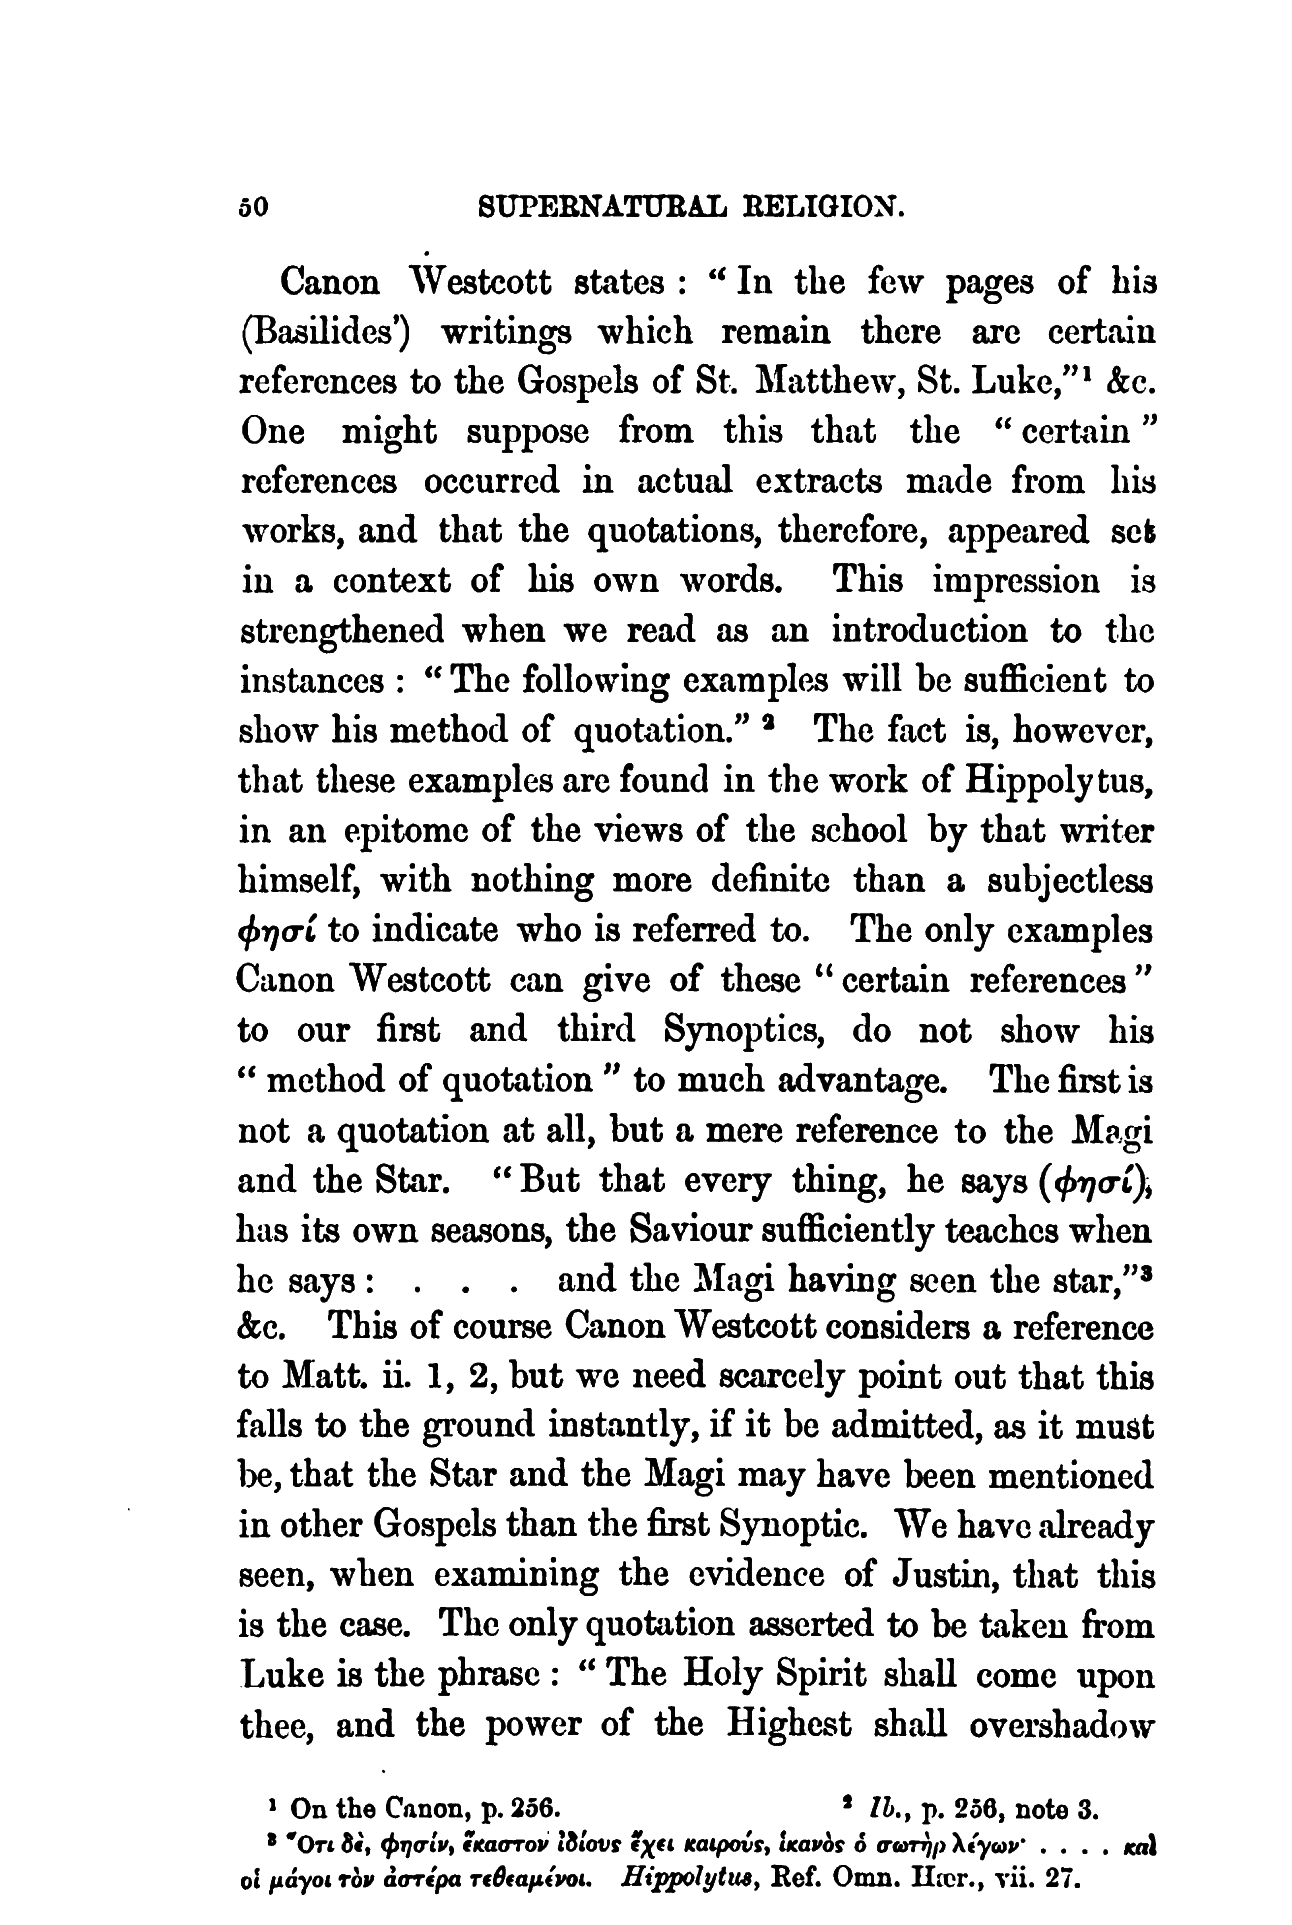 50 SUPERNATURAL RELIGION.
Canon Westcott states : “ In the few pages of his
(Basilides’) writings which remain there are certain
references to the Gospels of St. Matthew, St. Luke,”¹ &c.
One might suppose from this that the “ certain ”
references occurred in actual extracts made from his
works, and that the quotations, therefore, appeared set
in a context of his own words. This impression is
strengthened when we read as an introduction to the
instances : “ The following examples will be sufficient to
show his method of quotation.” ² The fact is, however,
that these examples are found in the work of Hippolytus,
in an epitome of the views of the school by that writer
himself, with nothing more definite than a subjectless
φησί to indicate who is referred to. The only examples
Canon Westcott can give of these “ certain references ”
to our first and third Synoptics, do not show his
“ method of quotation ” to much advantage. The first is
not a quotation at all, but a mere reference to the Magi
and the Star. “ But that every thing, he says (φησί),
has its own seasons, the Saviour sufficiently teaches when
he says : . . . and the Magi having seen the star,”³
&c. This of course Canon Westcott considers a reference
to Matt. ii. 1, 2, but we need scarcely point out that this
falls to the ground instantly, if it be admitted, as it must
be, that the Star and the Magi may have been mentioned
in other Gospels than the first Synoptic. We have already
seen, when examining the evidence of Justin, that this
is the case. The only quotation asserted to be taken from
Luke is the phrase : “ The Holy Spirit shall come upon
thee, and the power of the Highest shall overshadow
¹ On the Canon, p. 256. ² Ib., p. 256, note 3.
³ Ὅτι δὲ, φησίν, ἕκαστον ἰδίους ἔχει καιρούς, ἱκανὸς ὁ σωτὴρ λέγων· . . . . καὶ
οἱ μάγοι τὸν ἀστέρα τεθεαμένοι. Hippolytus, Ref. Omn. Hær., vii. 27.